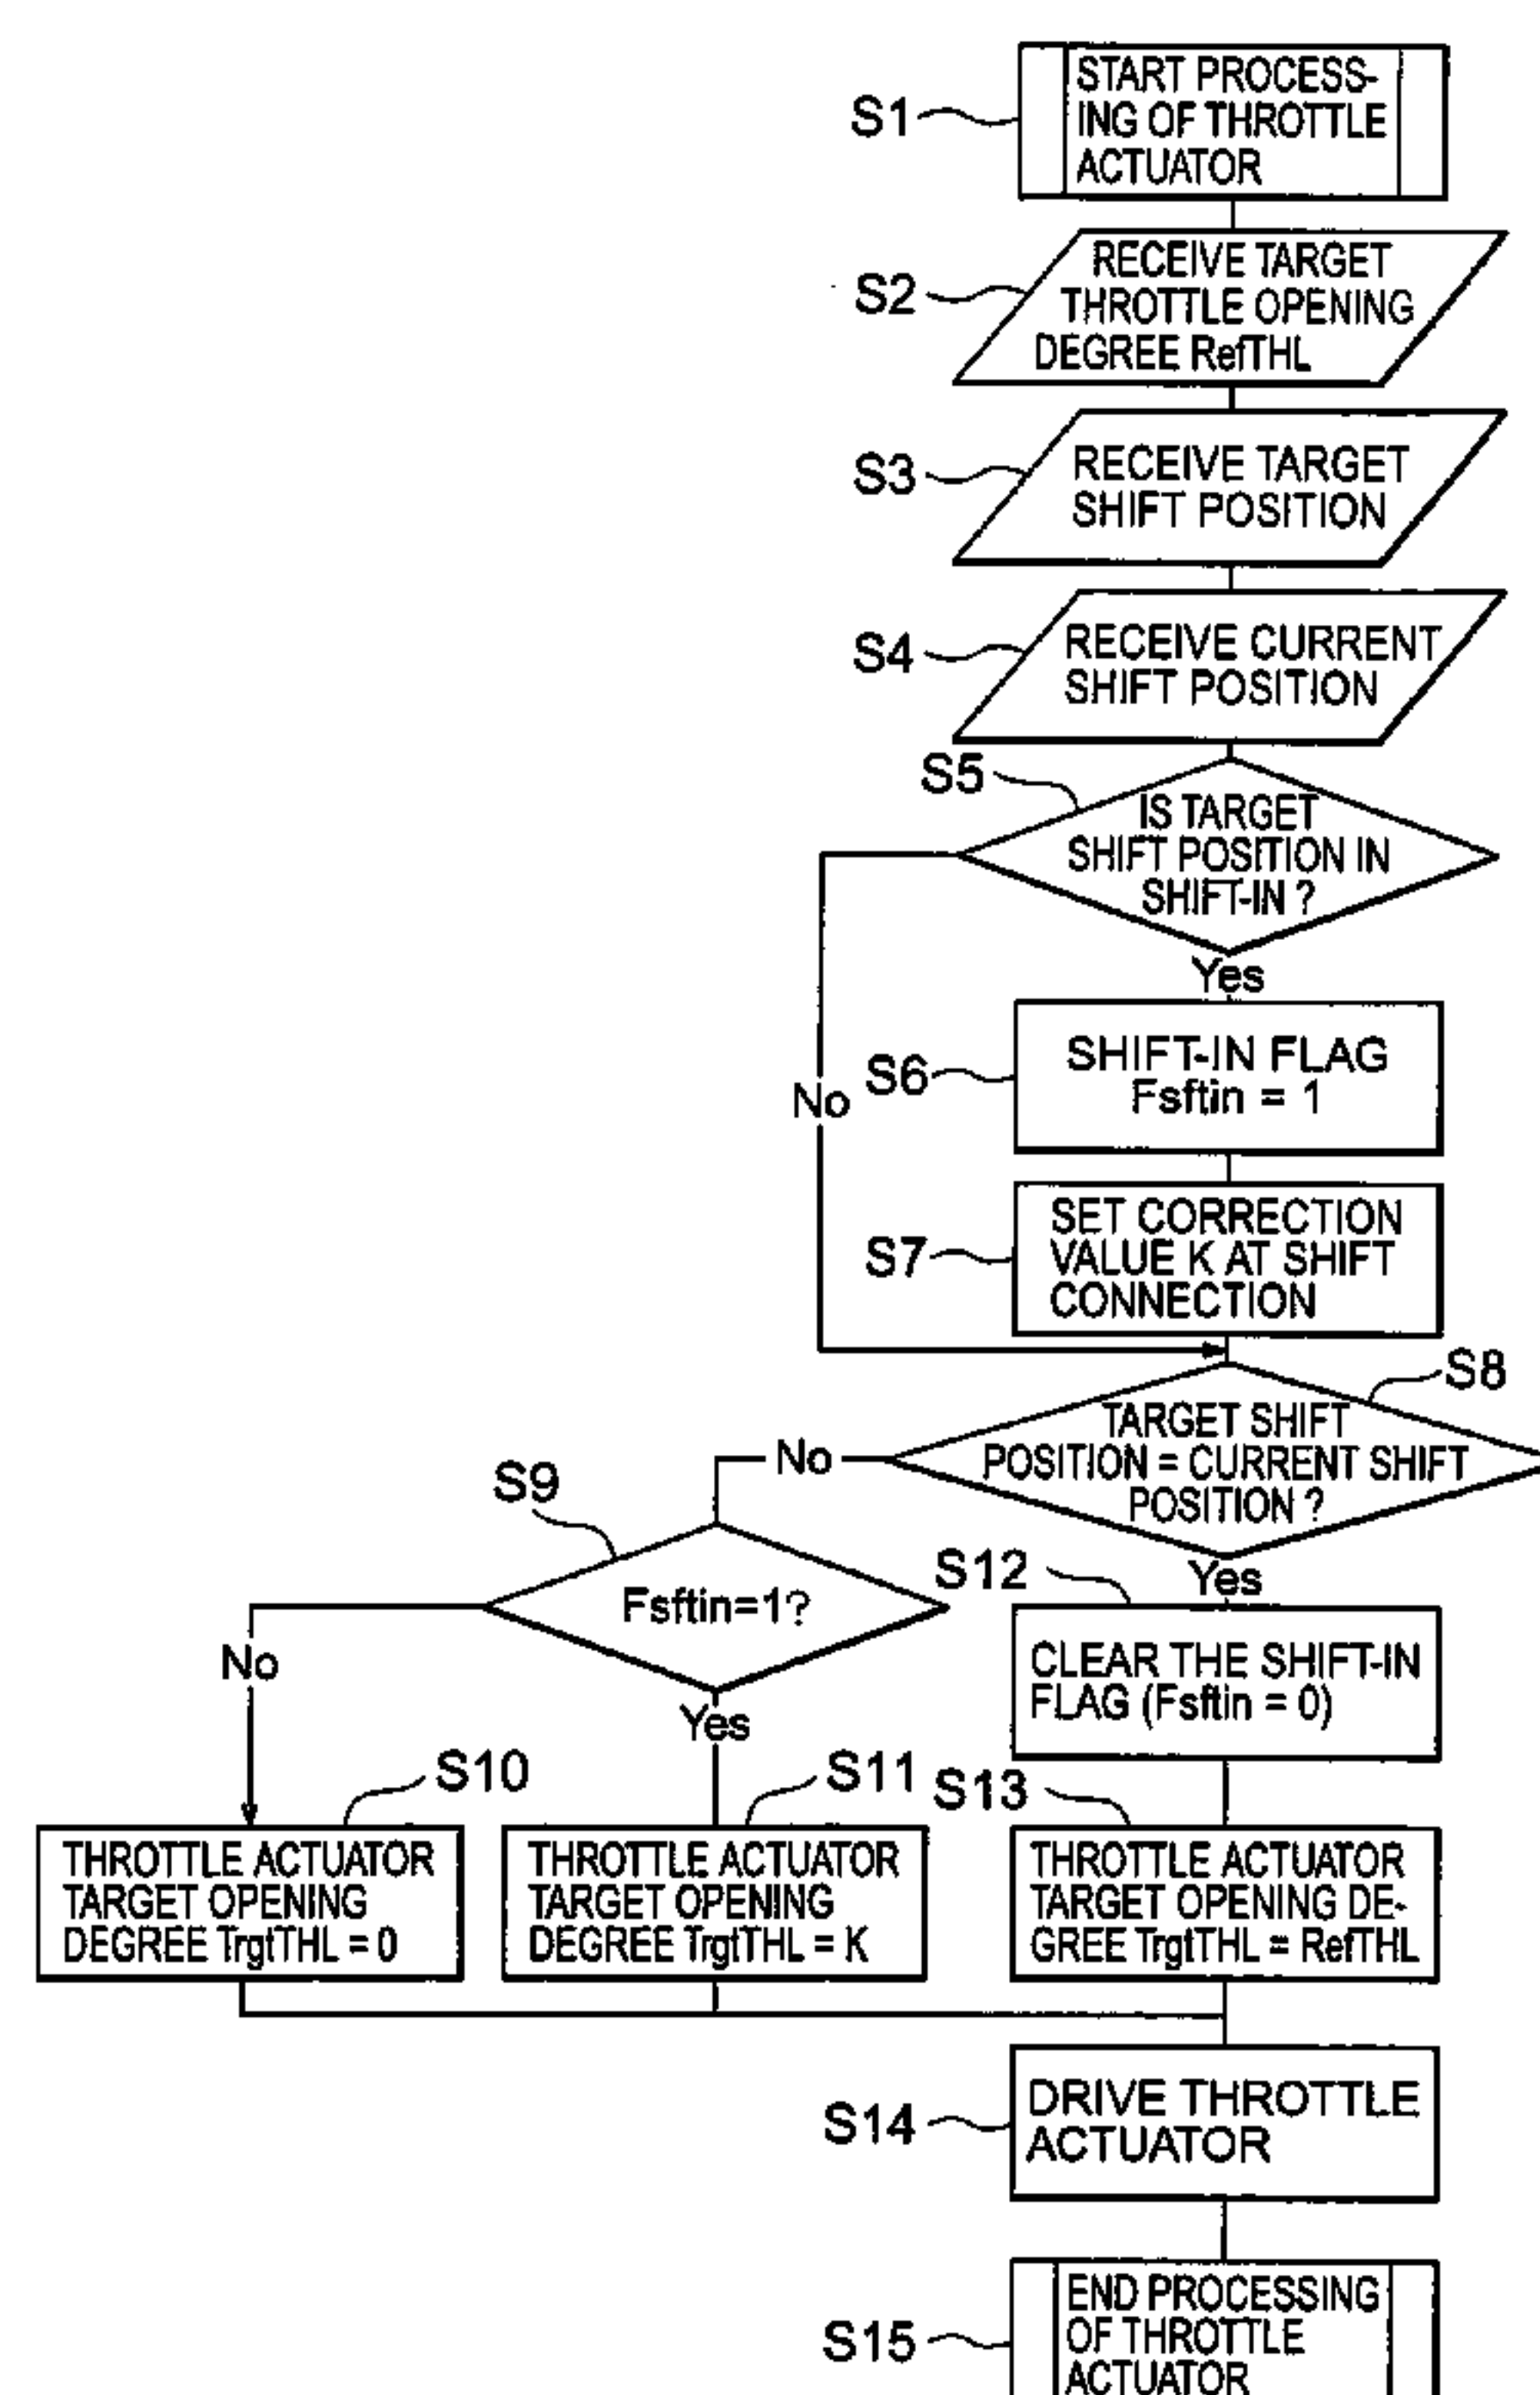 S1
START PROCESS-
ING OF THROTTLE
ACTUATOR
S2
RECEIVE TARGET
THROTTLE OPENING
DEGREE RefTHL
S3
RECEIVE TARGET
SHIFT POSITION
S4
RECEIVE CURRENT
SHIFT POSITION
S5
IS TARGET
SHIFT POSITION IN
SHIFT-IN ?
Yes
No
S6
SHIFT-IN FLAG
Fsftin = 1
S7
SET CORRECTION
VALUE K AT SHIFT
CONNECTION
S8
TARGET SHIFT
POSITION = CURRENT SHIFT
POSITION ?
No
Yes
S9
Fsftin=1?
No
Yes
S12
CLEAR THE SHIFT-IN
FLAG (Fsftin = 0)
S10
THROTTLE ACTUATOR
TARGET OPENING
DEGREE TrgtTHL = 0
S11
THROTTLE ACTUATOR
TARGET OPENING
DEGREE TrgtTHL = K
S13
THROTTLE ACTUATOR
TARGET OPENING DE-
GREE TrgtTHL = RefTHL
S14
DRIVE THROTTLE
ACTUATOR
S15
END PROCESSING
OF THROTTLE
ACTUATOR